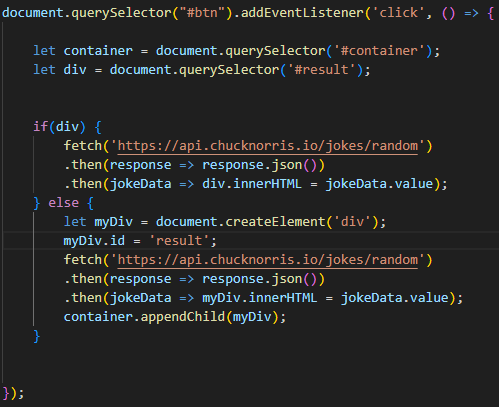 document.querySelector("#btn").addEventListener('click', () => {
let container = document.querySelector('#container');
let div = document.querySelector('#result');
if(div) {
fetch('https://api.chucknorris.io/jokes/random')
.then(response => response.json())
.then(jokeData => div.innerHTML = jokeData.value);
} else {
let myDiv = document.createElement('div');
myDiv.id = 'result';
fetch('https://api.chucknorris.io/jokes/random')
.then(response => response.json())
.then(jokeData => myDiv.innerHTML = jokeData.value);
container.appendChild(myDiv);
}
});